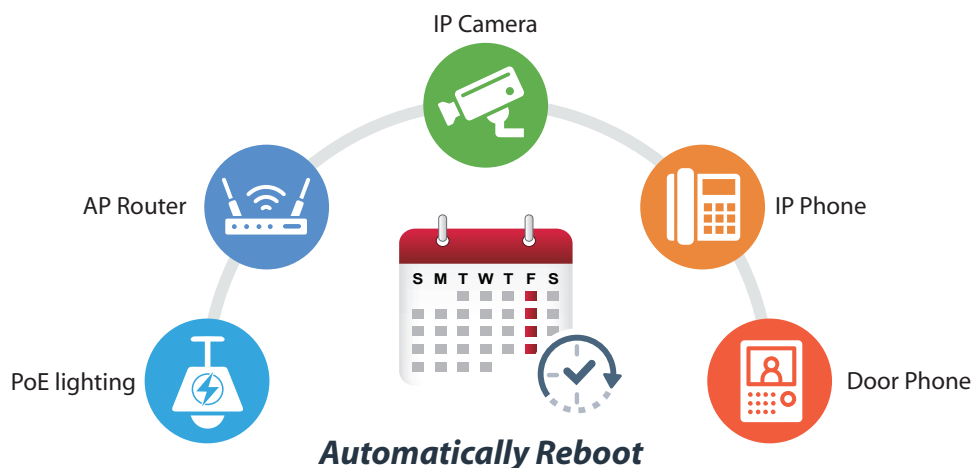 IP Camera
AP Router
IP Phone
S M T W T F S
PoE lighting
Door Phone
Automatically Reboot